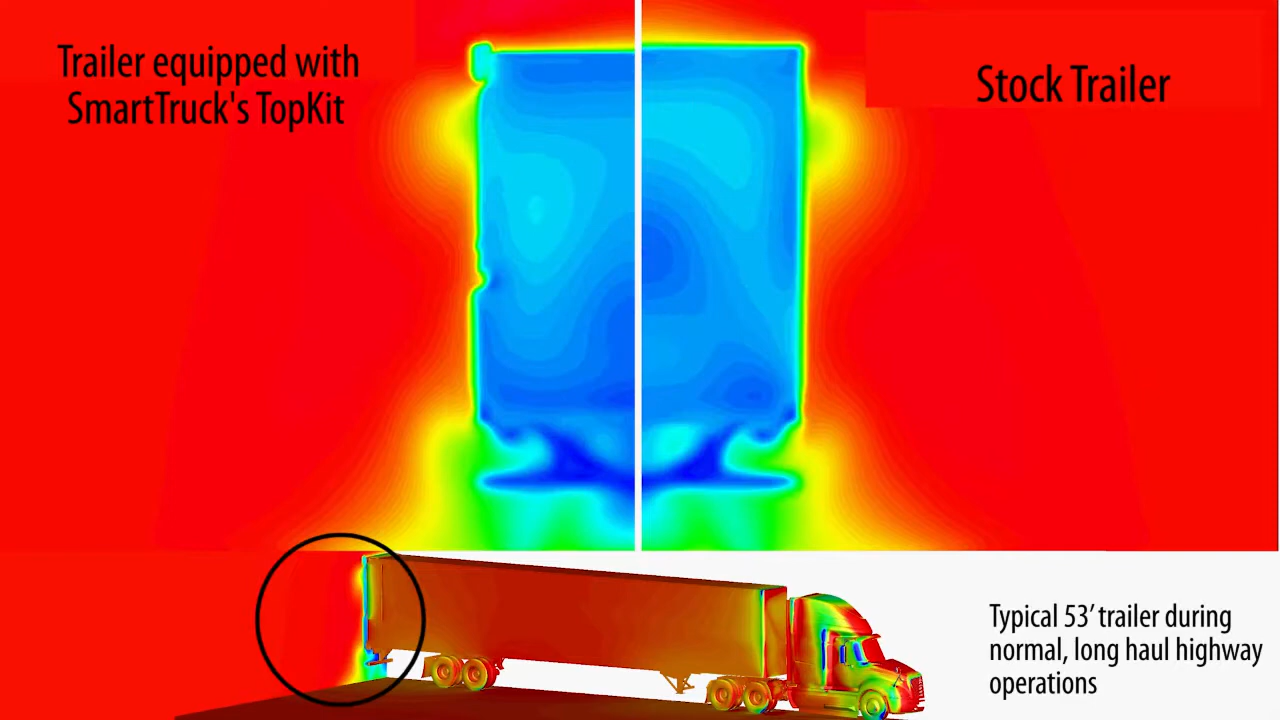 Trailer equipped with
SmartTruck's TopKit
Stock Trailer
Typical 53’ trailer during
normal, long haul highway
operations